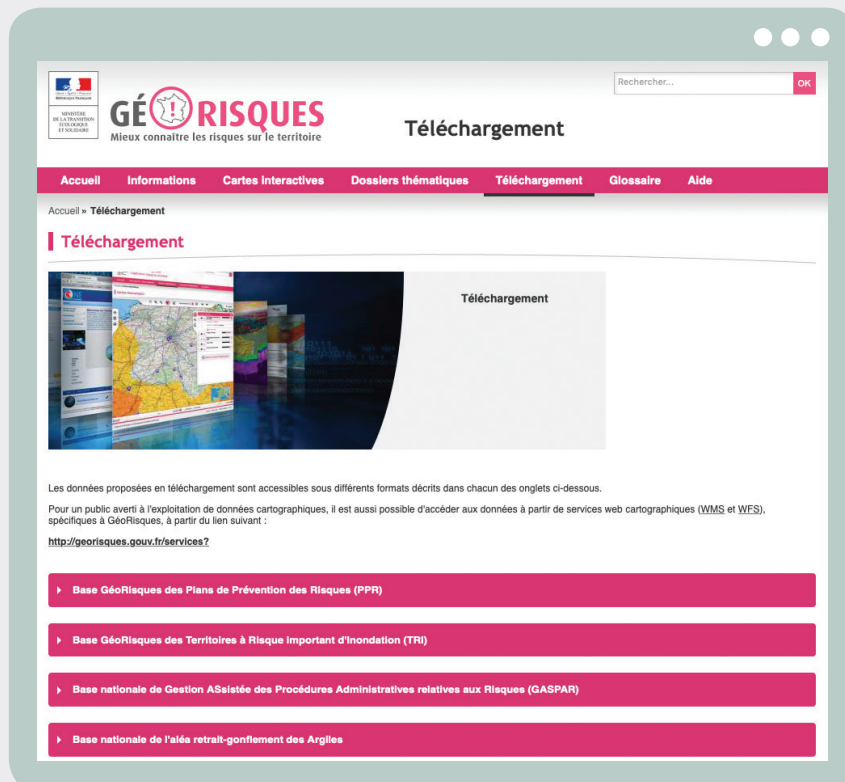 Rechercher...
OK
RÉPUBLIQUE FRANÇAISE
MINISTÈRE
DE LA TRANSITION
ÉCOLOGIQUE
ET SOLIDAIRE
GÉORISQUES
Mieux connaître les risques sur le territoire
Téléchargement
Accueil Informations Cartes interactives Dossiers thématiques Téléchargement Glossaire Aide
Accueil » Téléchargement
Téléchargement
Téléchargement
Les données proposées en téléchargement sont accessibles sous différents formats décrits dans chacun des onglets ci-dessous.
Pour un public averti à l'exploitation de données cartographiques, il est aussi possible d'accéder aux données à partir de services web cartographiques (WMS et WFS),
spécifiques à GéoRisques, à partir du lien suivant :
http://georisques.gouv.fr/services?
Base GéoRisques des Plans de Prévention des Risques (PPR)
Base GéoRisques des Territoires à Risque important d'Inondation (TRI)
Base nationale de Gestion ASsistée des Procédures Administratives relatives aux Risques (GASPAR)
Base nationale de l'aléa retrait-gonflement des Argiles